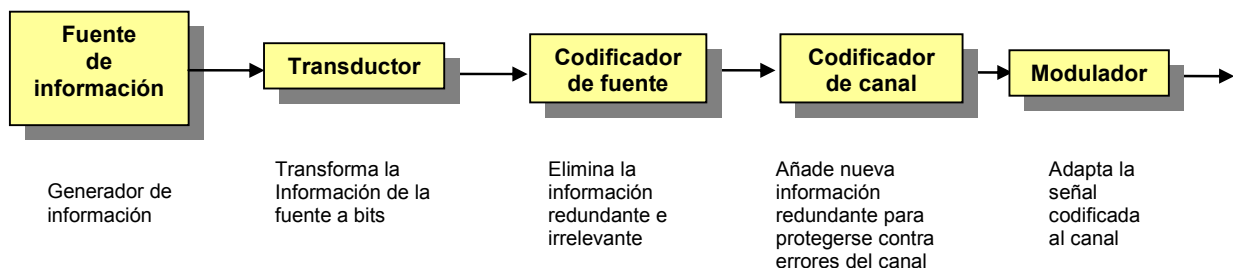 Fuente
de
información
Transductor
Codificador
de fuente
Codificador
de canal
Modulador
Generador de
información
Transforma la
Información de la
fuente a bits
Elimina la
información
redundante e
irrelevante
Añade nueva
información
redundante para
protegerse contra
errores del canal
Adapta la
señal
codificada
al canal